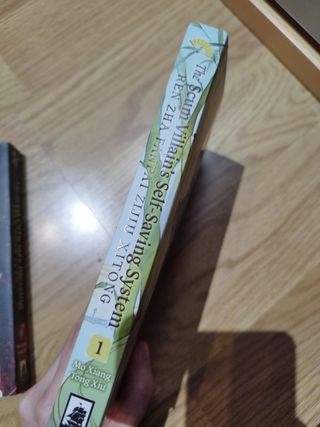 The Scum Villain's Self-Saving System
REN ZHA FANPAI ZIJIU XITONG
1
Mo Xiang
Tong Xiu